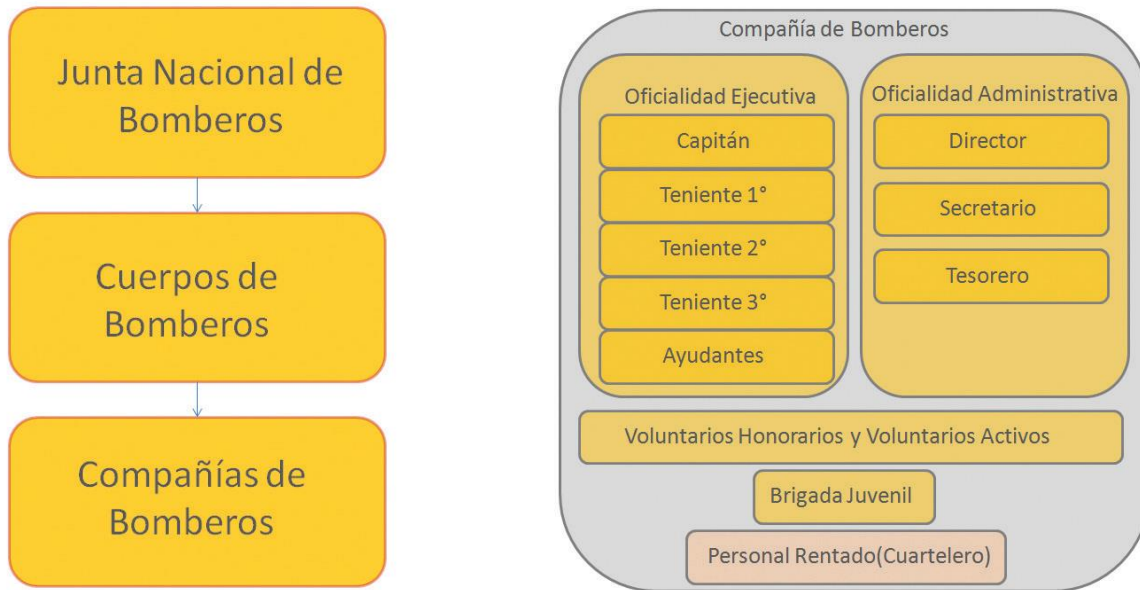 Junta Nacional de
Bomberos
Cuerpos de
Bomberos
Compañías de
Bomberos
Compañía de Bomberos
Oficialidad Ejecutiva
Capitán
Teniente 1°
Teniente 2°
Teniente 3°
Ayudantes
Oficialidad Administrativa
Director
Secretario
Tesorero
Voluntarios Honorarios y Voluntarios Activos
Brigada Juvenil
Personal Rentado(Cuartelero)